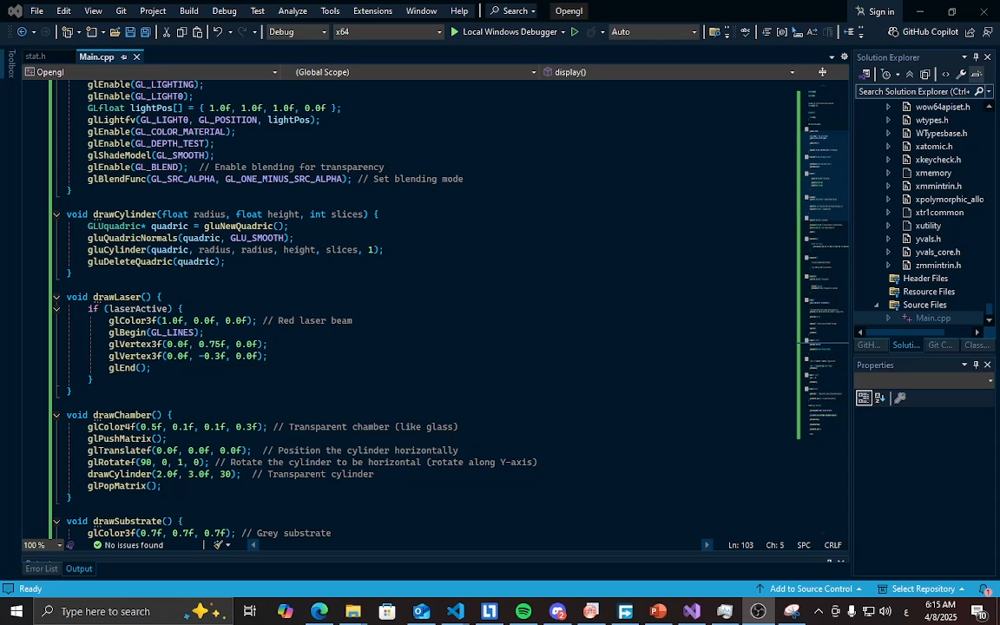 File Edit View Git Project Build Debug Test Analyze Tools Extensions Window Help Search Opengl Sign in
Debug x64 Local Windows Debugger Auto GitHub Copilot
Toolbox
stat.h Main.cpp
Opengl (Global Scope) display()
glEnable(GL_LIGHTING);
glEnable(GL_LIGHT0);
GLfloat lightPos[] = { 1.0f, 1.0f, 1.0f, 0.0f };
glLightfv(GL_LIGHT0, GL_POSITION, lightPos);
glEnable(GL_COLOR_MATERIAL);
glEnable(GL_DEPTH_TEST);
glShadeModel(GL_SMOOTH);
glEnable(GL_BLEND);  // Enable blending for transparency
glBlendFunc(GL_SRC_ALPHA, GL_ONE_MINUS_SRC_ALPHA); // Set blending mode
}
void drawCylinder(float radius, float height, int slices) {
GLUquadric* quadric = gluNewQuadric();
gluQuadricNormals(quadric, GLU_SMOOTH);
gluCylinder(quadric, radius, radius, height, slices, 1);
gluDeleteQuadric(quadric);
}
void drawLaser() {
if (laserActive) {
glColor3f(1.0f, 0.0f, 0.0f); // Red laser beam
glBegin(GL_LINES);
glVertex3f(0.0f, 0.75f, 0.0f);
glVertex3f(0.0f, -0.3f, 0.0f);
glEnd();
}
}
void drawChamber() {
glColor4f(0.5f, 0.1f, 0.1f, 0.3f); // Transparent chamber (like glass)
glPushMatrix();
glTranslatef(0.0f, 0.0f, 0.0f);  // Position the cylinder horizontally
glRotatef(90, 0, 1, 0); // Rotate the cylinder to be horizontal (rotate along Y-axis)
drawCylinder(2.0f, 3.0f, 30);  // Transparent cylinder
glPopMatrix();
}
void drawSubstrate() {
glColor3f(0.7f, 0.7f, 0.7f); // Grey substrate
100% No issues found Ln: 103 Ch: 5 SPC CRLF
Error List Output
Solution Explorer
Search Solution Explorer (Ctrl+
wow64apiset.h
wtypes.h
WTypesbase.h
xatomic.h
xkeycheck.h
xmemory
xmmintrin.h
xpolymorphic_allo
xtr1common
xutility
yvals.h
yvals_core.h
zmmintrin.h
Header Files
Resource Files
Source Files
Main.cpp
GitH... Soluti... Git C... Class...
Properties
Ready Add to Source Control Select Repository 1
Type here to search
ع
6:15 AM
4/8/2025